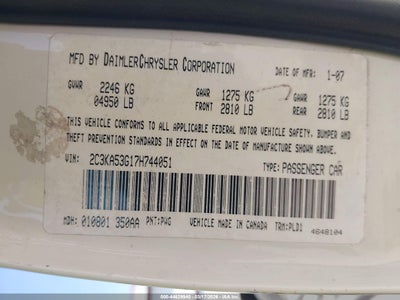 MFD BY DAIMLERCHRYSLER CORPORATION DATE OF MFR 1-07
GVWR 2246 KG GAWR 1275 KG GAWR 1275 KG
04950 LB FRONT 2810 LB REAR 2810 LB
THIS VEHICLE CONFORMS TO ALL APPLICABLE FEDERAL MOTOR VEHICLE SAFETY, BUMPER AND
THEFT PREVENTION STANDARDS IN EFFECT ON THE DATE OF MANUFACTURE SHOWN ABOVE.
VIN: 2C3KA53G17H744051 TYPE: PASSENGER CAR
MDH: 010801 350AA PNT: PWG VEHICLE MADE IN CANADA TRM: PLD1
4648104